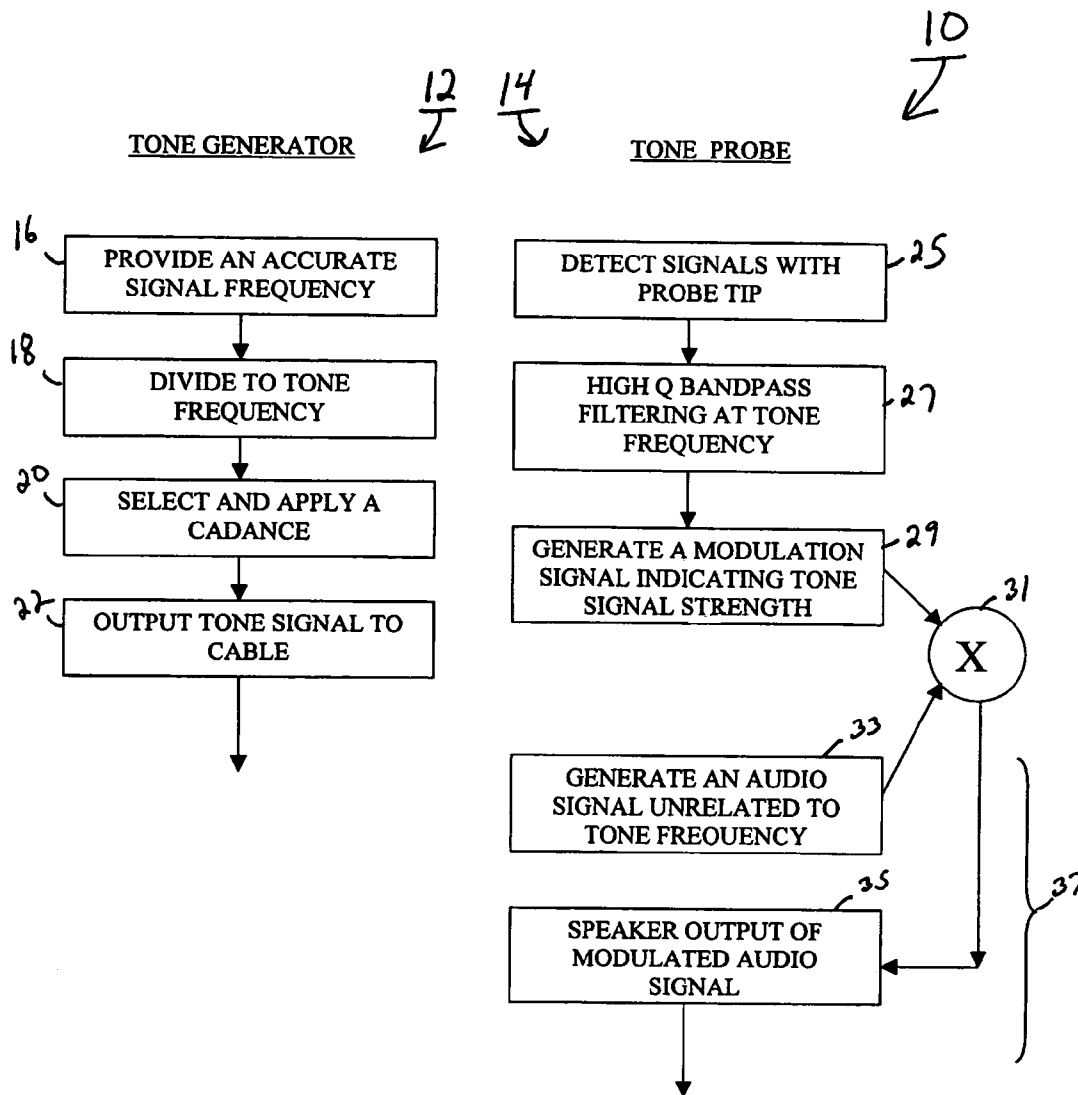 10
12 14
TONE GENERATOR
TONE PROBE
16
PROVIDE AN ACCURATE
SIGNAL FREQUENCY
18
DIVIDE TO TONE
FREQUENCY
20
SELECT AND APPLY A
CADANCE
22
OUTPUT TONE SIGNAL TO
CABLE
25
DETECT SIGNALS WITH
PROBE TIP
27
HIGH Q BANDPASS
FILTERING AT TONE
FREQUENCY
29
GENERATE A MODULATION
SIGNAL INDICATING TONE
SIGNAL STRENGTH
31
X
33
GENERATE AN AUDIO
SIGNAL UNRELATED TO
TONE FREQUENCY
35
SPEAKER OUTPUT OF
MODULATED AUDIO
SIGNAL
37